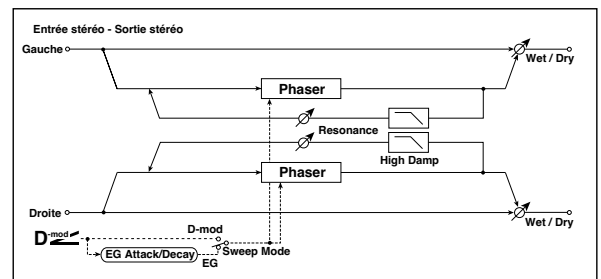 Entrée stéréo - Sortie stéréo
Gauche
Wet / Dry
Phaser
Resonance
High Damp
Phaser
Droite
Wet / Dry
D-mod
D-mod
EG Attack/Decay
EG
Sweep Mode